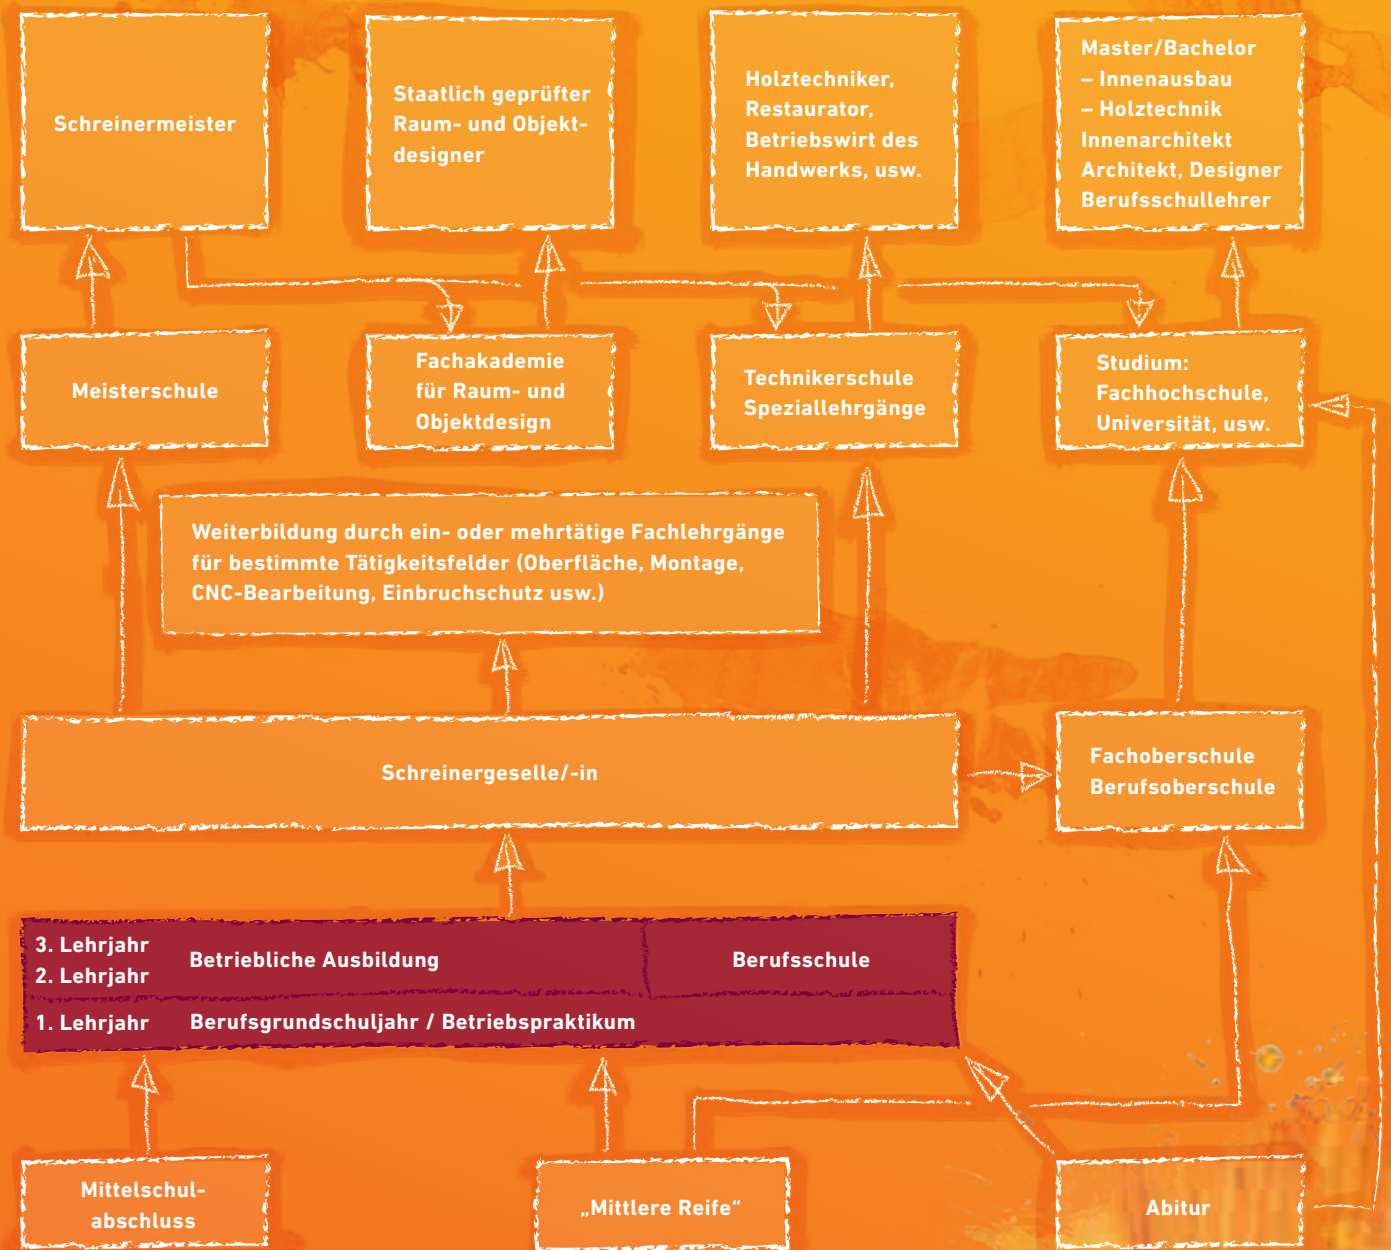 Schreinermeister
Staatlich geprüfter
Raum- und Objekt-
designer
Holztechniker,
Restaurator,
Betriebswirt des
Handwerks, usw.
Master/Bachelor
– Innenausbau
– Holztechnik
Innenarchitekt
Architekt, Designer
Berufsschullehrer
Meisterschule
Fachakademie
für Raum- und
Objektdesign
Technikerschule
Speziallehrgänge
Studium:
Fachhochschule,
Universität, usw.
Weiterbildung durch ein- oder mehrtätige Fachlehrgänge
für bestimmte Tätigkeitsfelder (Oberfläche, Montage,
CNC-Bearbeitung, Einbruchschutz usw.)
Schreinergeselle/-in
Fachoberschule
Berufsoberschule
3. Lehrjahr
2. Lehrjahr
Betriebliche Ausbildung
Berufsschule
1. Lehrjahr
Berufsgrundschuljahr / Betriebspraktikum
Mittelschul-
abschluss
„Mittlere Reife“
Abitur